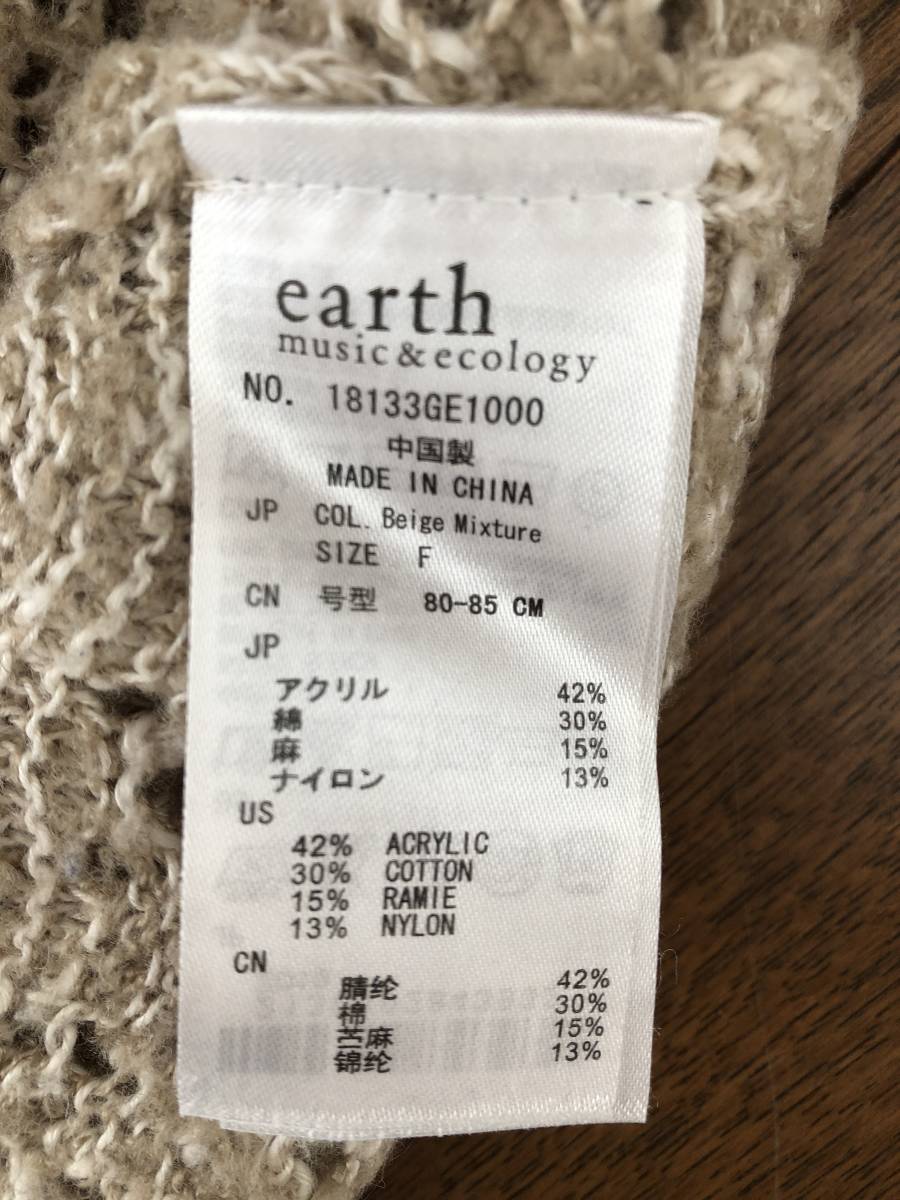 earth
music&ecology
NO. 18133GE1000
中国製
MADE IN CHINA
JP COL. Beige Mixture
SIZE F
CN 号型 80-85 CM
JP
アクリル 42%
綿 30%
麻 15%
ナイロン 13%
US
42% ACRYLIC
30% COTTON
15% RAMIE
13% NYLON
CN
腈纶 42%
棉 30%
苎麻 15%
锦纶 13%